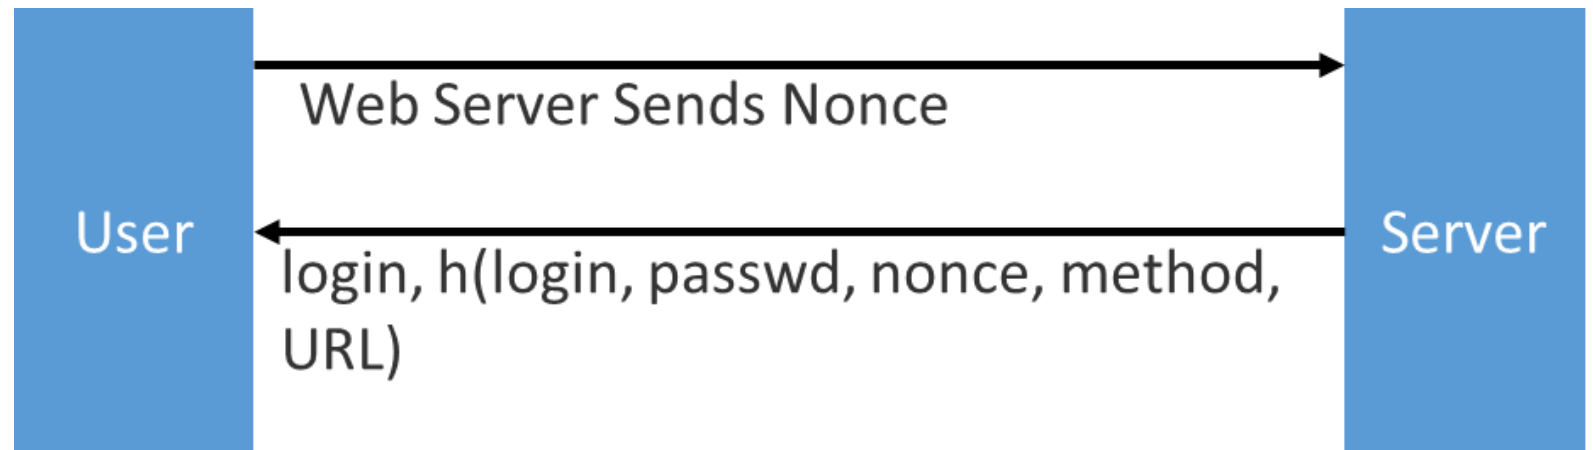 Web Server Sends Nonce
User
Server
login, h(login, passwd, nonce, method,
URL)